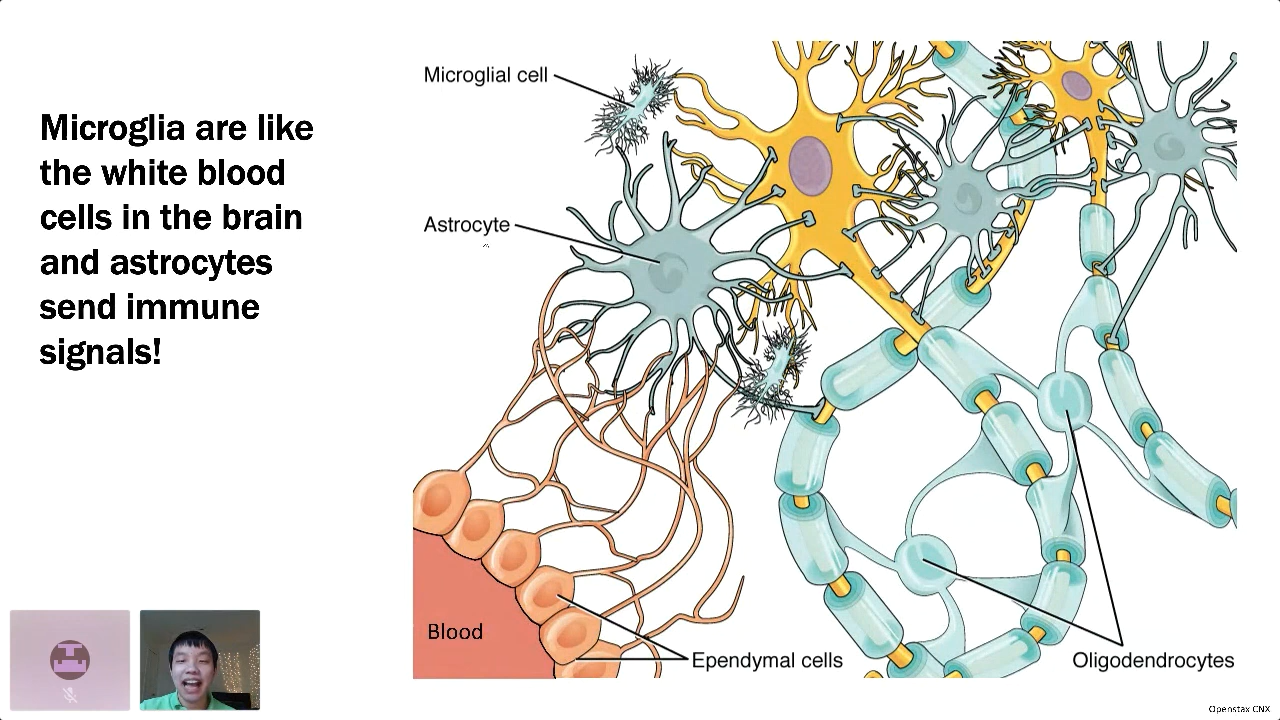 Microglia are like
the white blood
cells in the brain
and astrocytes
send immune
signals!
Microglial cell
Astrocyte
Blood
Ependymal cells
Oligodendrocytes
Openstax CNX